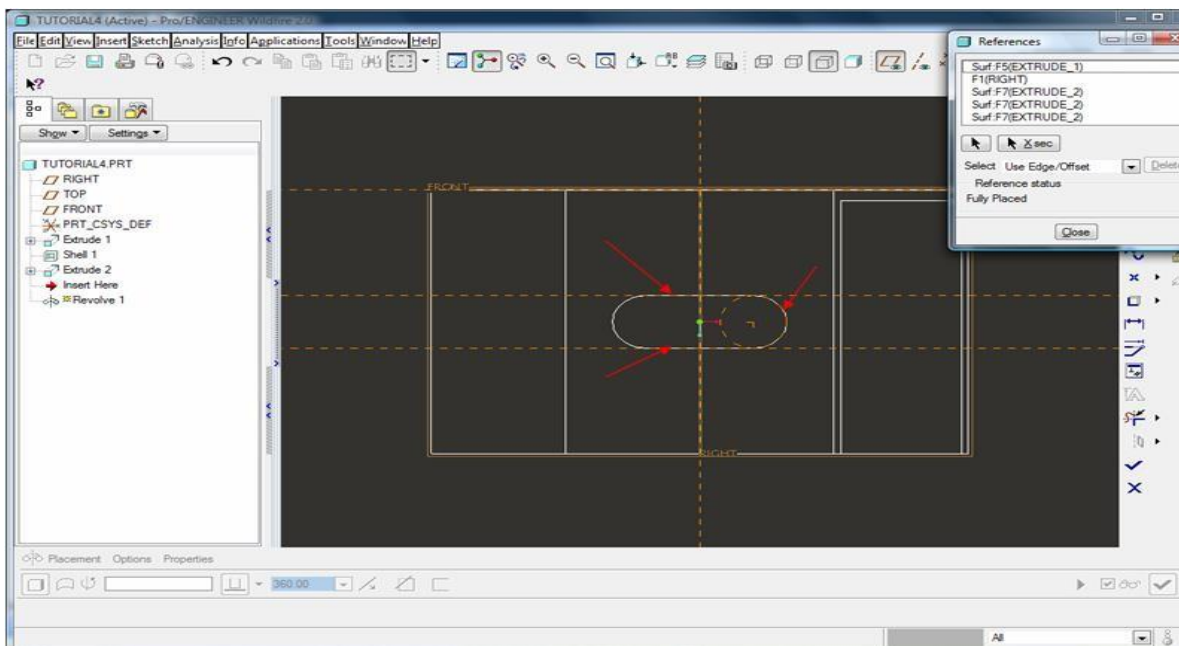 TUTORIAL4 (Active) - Pro/ENGINEER Wildfire 2.0
File Edit View Insert Sketch Analysis Info Applications Tools Window Help
References
Surf:F5(EXTRUDE_1)
F1(RIGHT)
Surf:F7(EXTRUDE_2)
Surf:F7(EXTRUDE_2)
Surf:F7(EXTRUDE_2)
Xsec
Select Use Edge/Offset Delete
Reference status
Fully Placed
Close
Show Settings
TUTORIAL4.PRT
RIGHT
TOP
FRONT
PRT_CSYS_DEF
Extrude 1
Shell 1
Extrude 2
Insert Here
Revolve 1
FRONT
RIGHT
Placement Options Properties
360.00
All